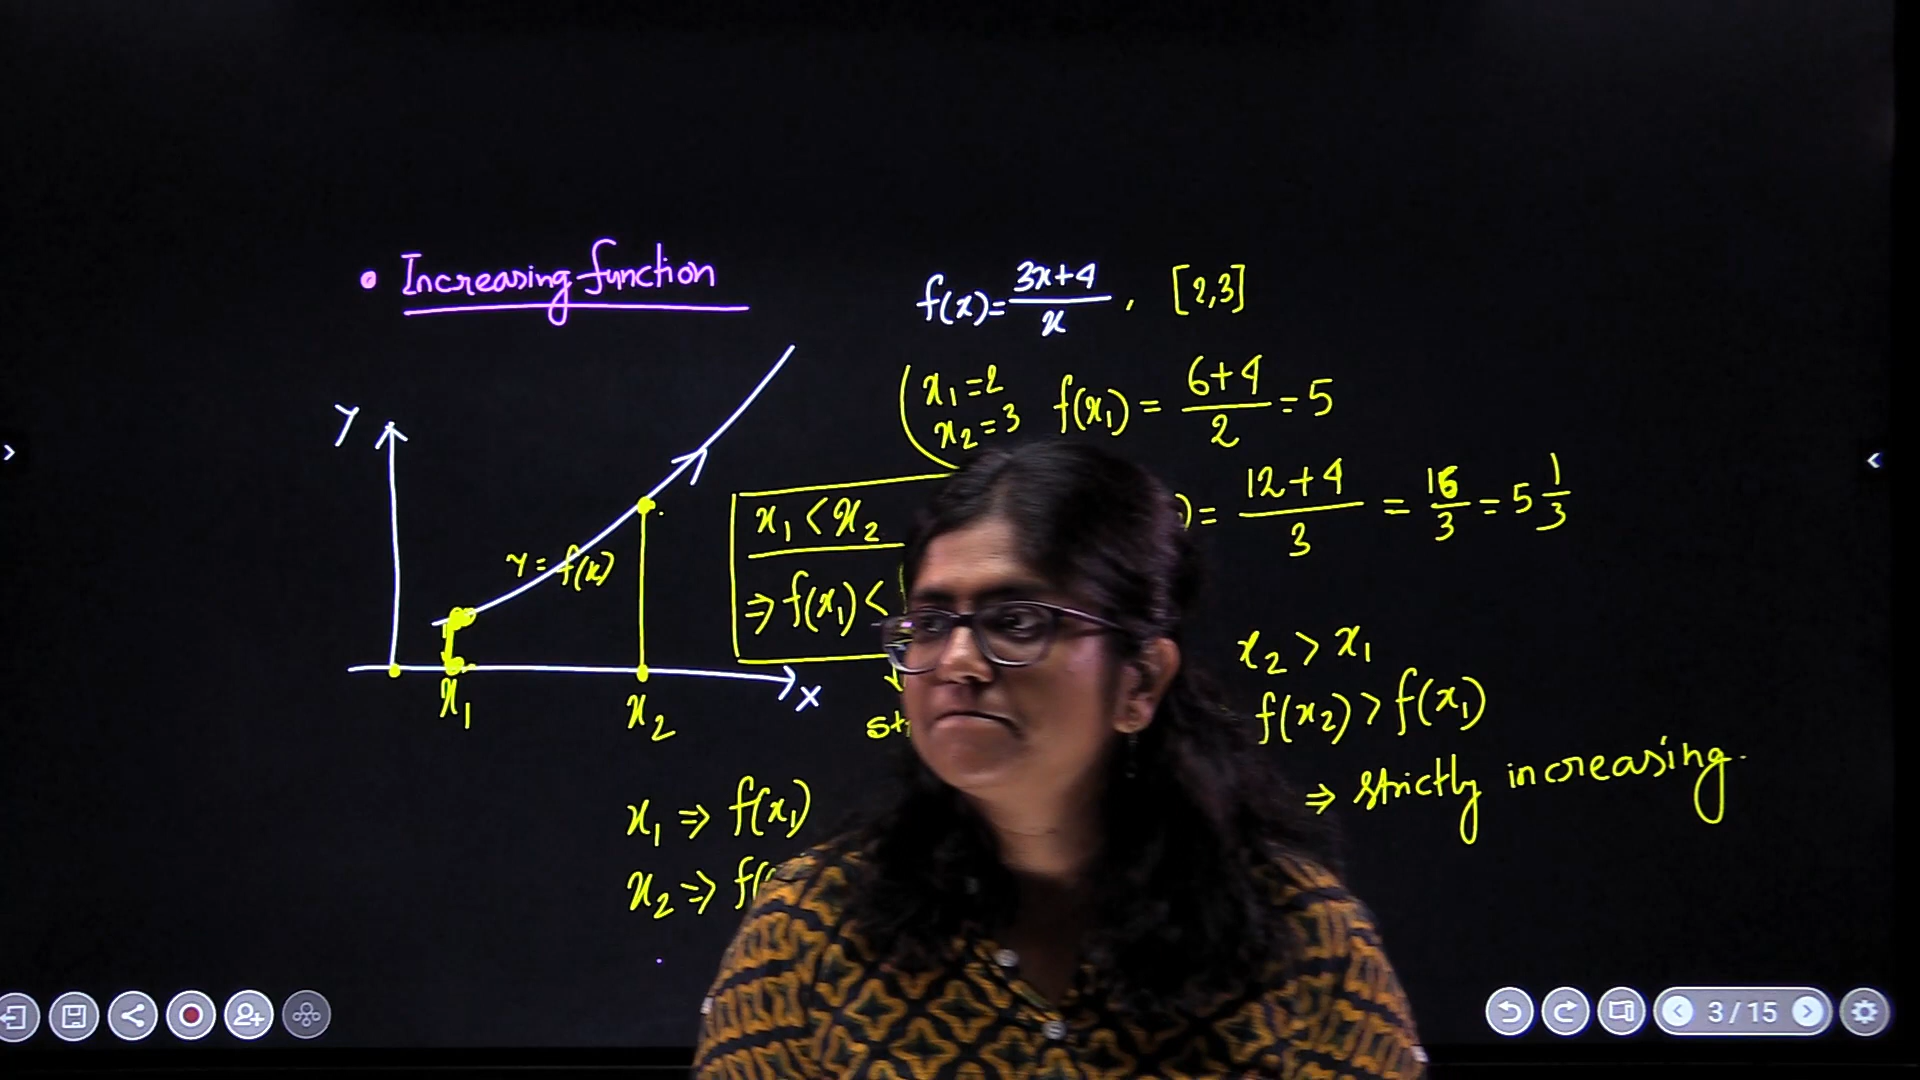 • Increasing function
f(x) = 3x+4 / x , [2,3]
x₁ = 2
x₂ = 3
f(x₁) = 6+4 / 2 = 5
) = 12+4 / 3 = 16/3 = 5 1/3
Y
y = f(x)
x₁
x₂
X
x₁ < x₂
⇒ f(x₁) <
x₂ > x₁
f(x₂) > f(x₁)
⇒ strictly increasing.
x₁ ⇒ f(x₁)
x₂ ⇒ f(
3 / 15